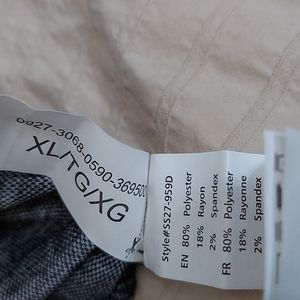 0927-3068-0590-369500
XL/TG/XG
Style#SS27-959D
EN 80% Polyester
18% Rayon
2% Spandex
FR 80% Polyester
18% Rayonne
2% Spandex